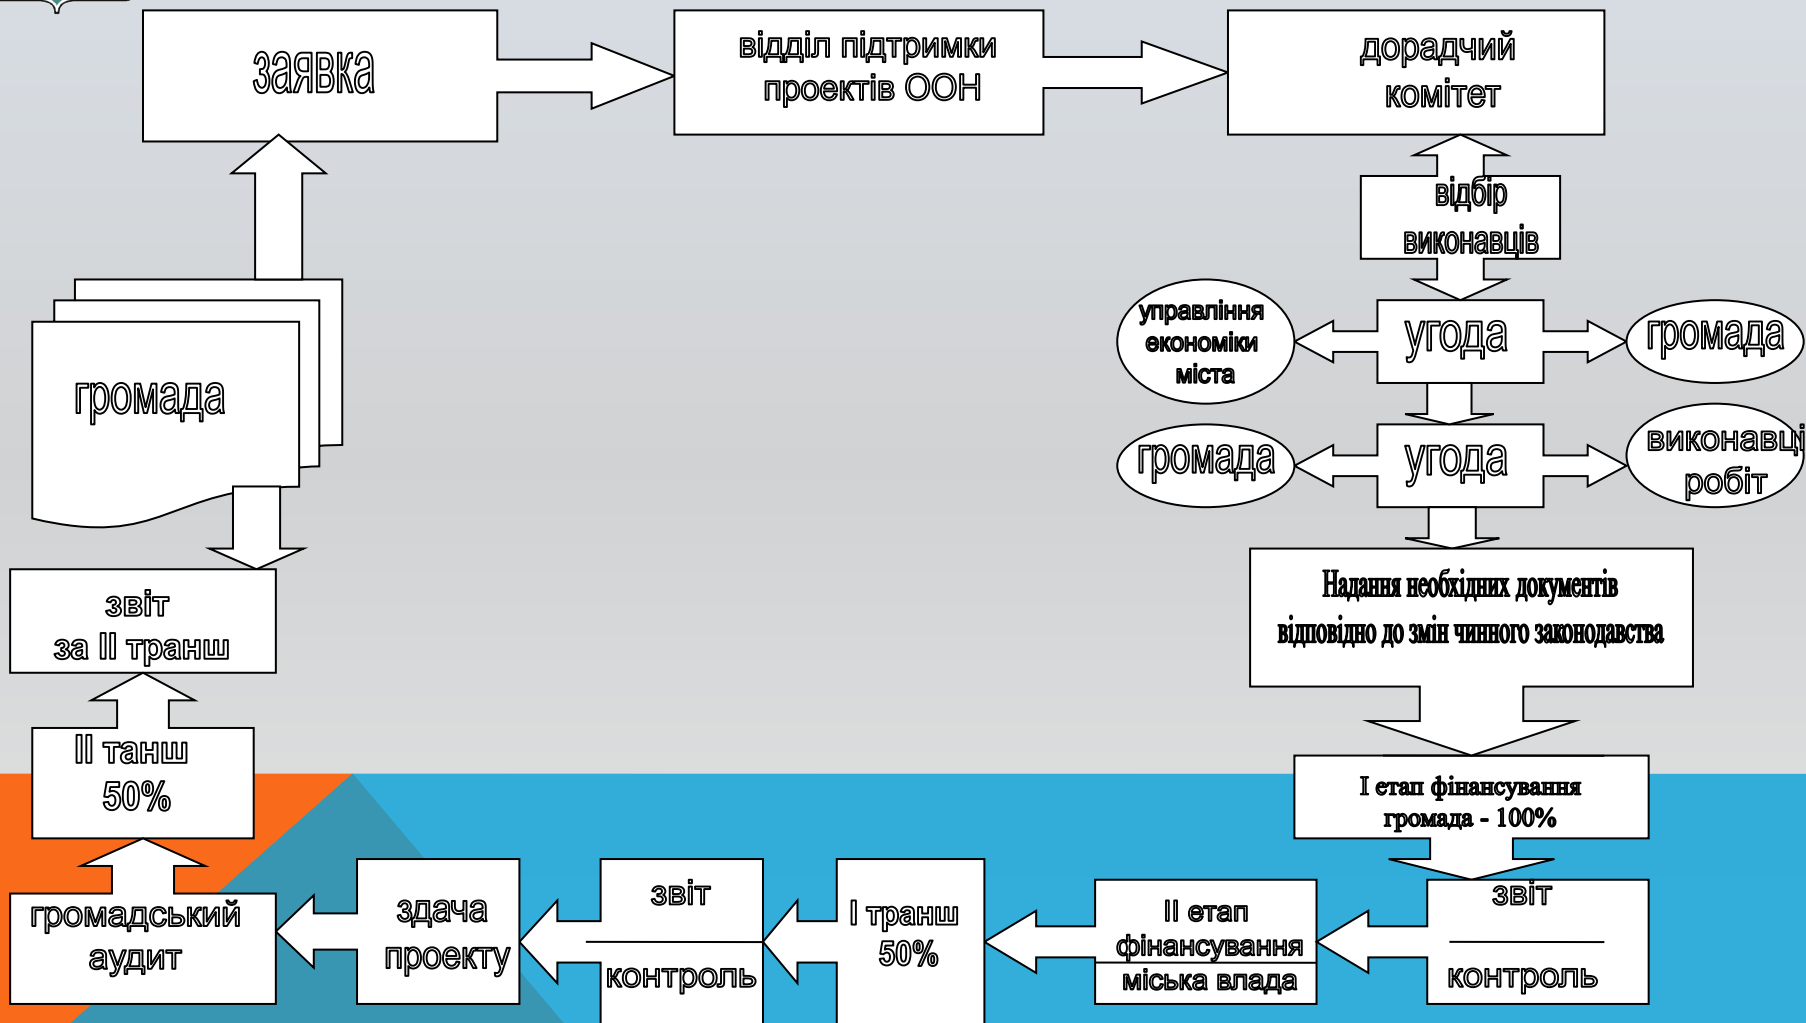 заявка
відділ підтримки
проектів ООН
дорадчий
комітет
відбір
виконавців
управління
економіки
міста
угода
громада
громада
угода
виконавці
робіт
громада
Надання необхідних документів
відповідно до змін чинного законодавства
І етап фінансування
громада - 100%
звіт
контроль
ІІ етап
фінансування
міська влада
І транш
50%
звіт
контроль
здача
проекту
громадський
аудит
ІІ танш
50%
звіт
за ІІ транш